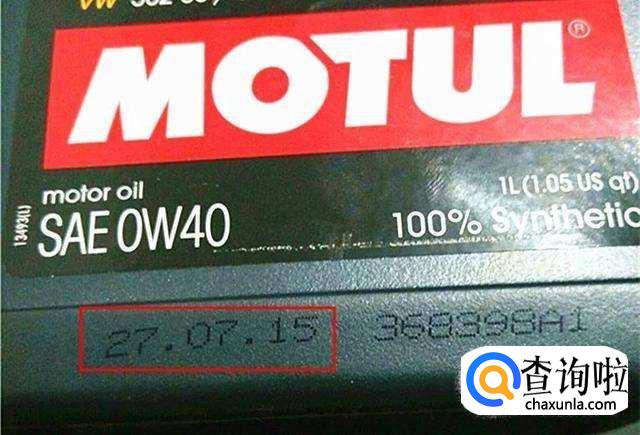 MOTUL®
motor oil
SAE 0W40
1L (1.05 US qt)
100% Synthetic
13493(L)
27.07.15 368398A1
查询啦
chaxunla.com